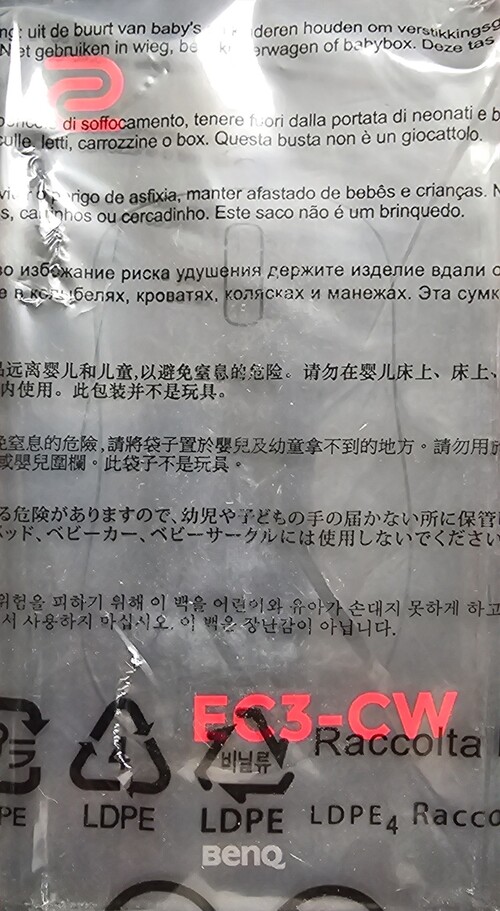 uit de buurt van baby's en kinderen houden om verstikkingsg
Niet gebruiken in wieg, bed, kinderwagen of babybox. Deze tas
di soffocamento, tenere fuori dalla portata di neonati e b
culle, letti, carrozzine o box. Questa busta non è un giocattolo.
perigo de asfixia, manter afastado de bebês e crianças. N
s, carrinhos ou cercadinho. Este saco não é um brinquedo.
во избежание риска удушения держите изделие вдали о
е в колыбелях, кроватях, колясках и манежах. Эта сумк
远离婴儿和儿童,以避免窒息的危险。请勿在婴儿床上、床上、
内使用。此包装并不是玩具。
免窒息的危險,請將袋子置於嬰兒及幼童拿不到的地方。請勿用於
或嬰兒圍欄。此袋子不是玩具。
る危険がありますので、幼児や子どもの手の届かない所に保管
ベッド、ベビーカー、ベビーサークルには使用しないでください
위험을 피하기 위해 이 백을 어린이와 유아가 손대지 못하게 하고
서 사용하지 마십시오. 이 백은 장난감이 아닙니다.
EC3-CW
プラ 4 비닐류 Raccolta
PE LDPE LDPE LDPE4 Racco
BenQ